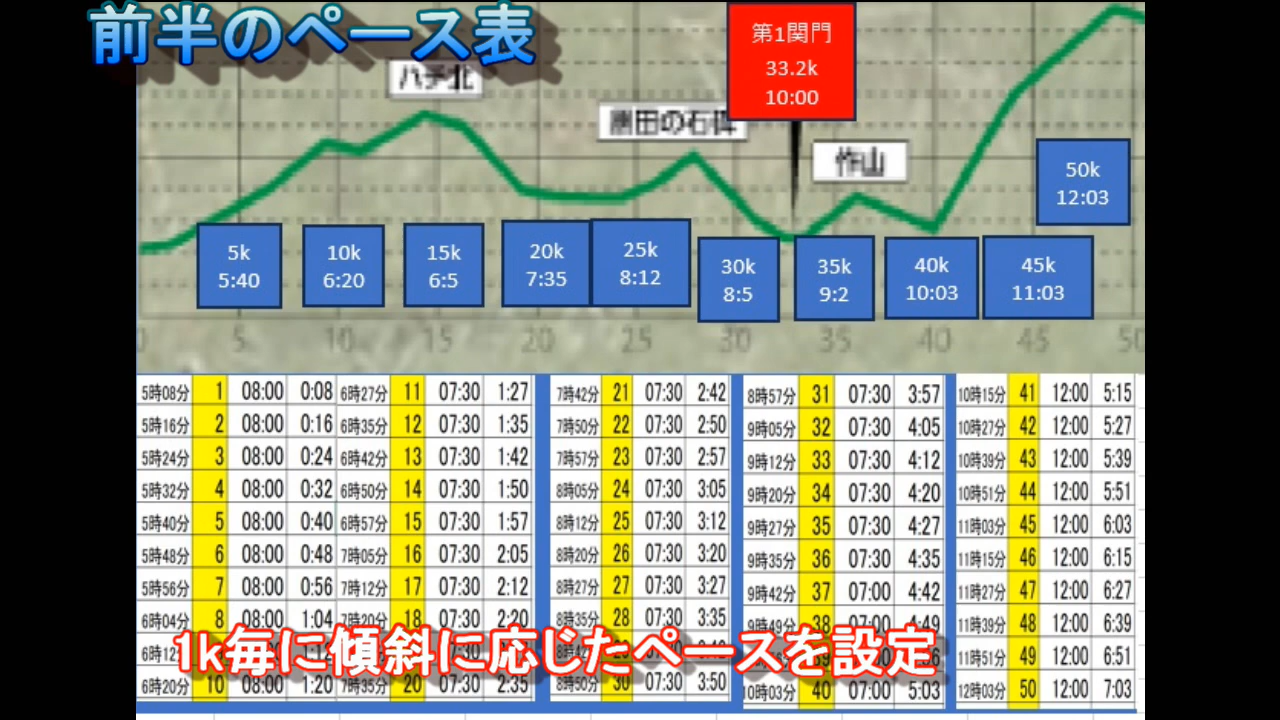 前半のペース表
ハチ北
第1関門
33.2k
10:00
作山
50k
12:03
5k
5:40
10k
6:20
15k
6:5
20k
7:35
25k
8:12
30k
8:5
35k
9:2
40k
10:03
45k
11:03
0 5 10 15 20 25 30 35 40 45 50
5時08分 1 08:00 0:08 6時27分 11 07:30 1:27 7時42分 21 07:30 2:42 8時57分 31 07:30 3:57 10時15分 41 12:00 5:15
5時16分 2 08:00 0:16 6時35分 12 07:30 1:35 7時50分 22 07:30 2:50 9時05分 32 07:30 4:05 10時27分 42 12:00 5:27
5時24分 3 08:00 0:24 6時42分 13 07:30 1:42 7時57分 23 07:30 2:57 9時12分 33 07:30 4:12 10時39分 43 12:00 5:39
5時32分 4 08:00 0:32 6時50分 14 07:30 1:50 8時05分 24 07:30 3:05 9時20分 34 07:30 4:20 10時51分 44 12:00 5:51
5時40分 5 08:00 0:40 6時57分 15 07:30 1:57 8時12分 25 07:30 3:12 9時27分 35 07:30 4:27 11時03分 45 12:00 6:03
5時48分 6 08:00 0:48 7時05分 16 07:30 2:05 8時20分 26 07:30 3:20 9時35分 36 07:30 4:35 11時15分 46 12:00 6:15
5時56分 7 08:00 0:56 7時12分 17 07:30 2:12 8時27分 27 07:30 3:27 9時42分 37 07:00 4:42 11時27分 47 12:00 6:27
6時04分 8 08:00 1:04 7時20分 18 07:30 2:20 8時35分 28 07:30 3:35 9時49分 38 07:00 4:49 11時39分 48 12:00 6:39
1k毎に傾斜に応じたペースを設定
11時51分 49 12:00 6:51
6時20分 10 08:00 1:20 7時35分 20 07:30 2:35 8時50分 30 07:30 3:50 10時03分 40 07:00 5:03 12時03分 50 12:00 7:03